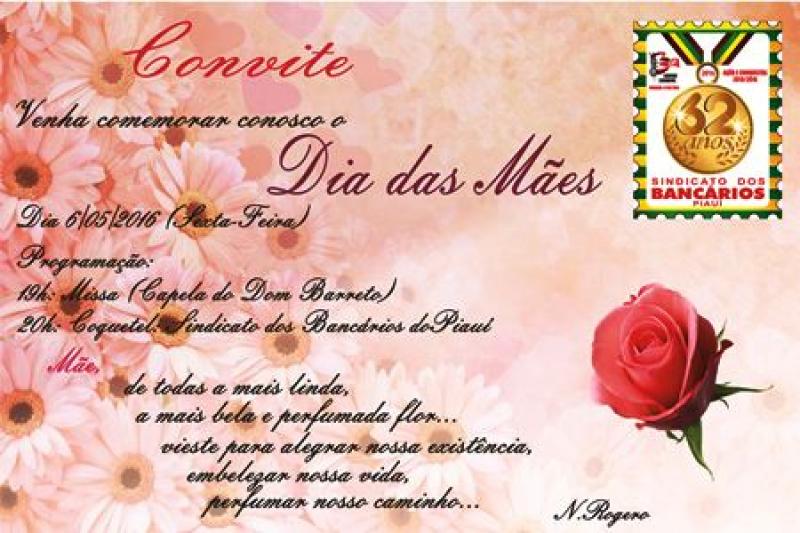 Convite
Venha comemorar conosco o
Dia das Mães
Dia 6/05/2016 (Sexta-Feira)
Programação:
19h: Missa (Capela do Dom Barreto)
20h: Coquetel: Sindicato dos Bancários doPiauí
Mãe,
de todas a mais linda,
a mais bela e perfumada flor...
vieste para alegrar nossa existência,
embelezar nossa vida,
perfumar nosso caminho...
N.Rogero
62
anos
SINDICATO DOS
BANCÁRIOS
PIAUÍ